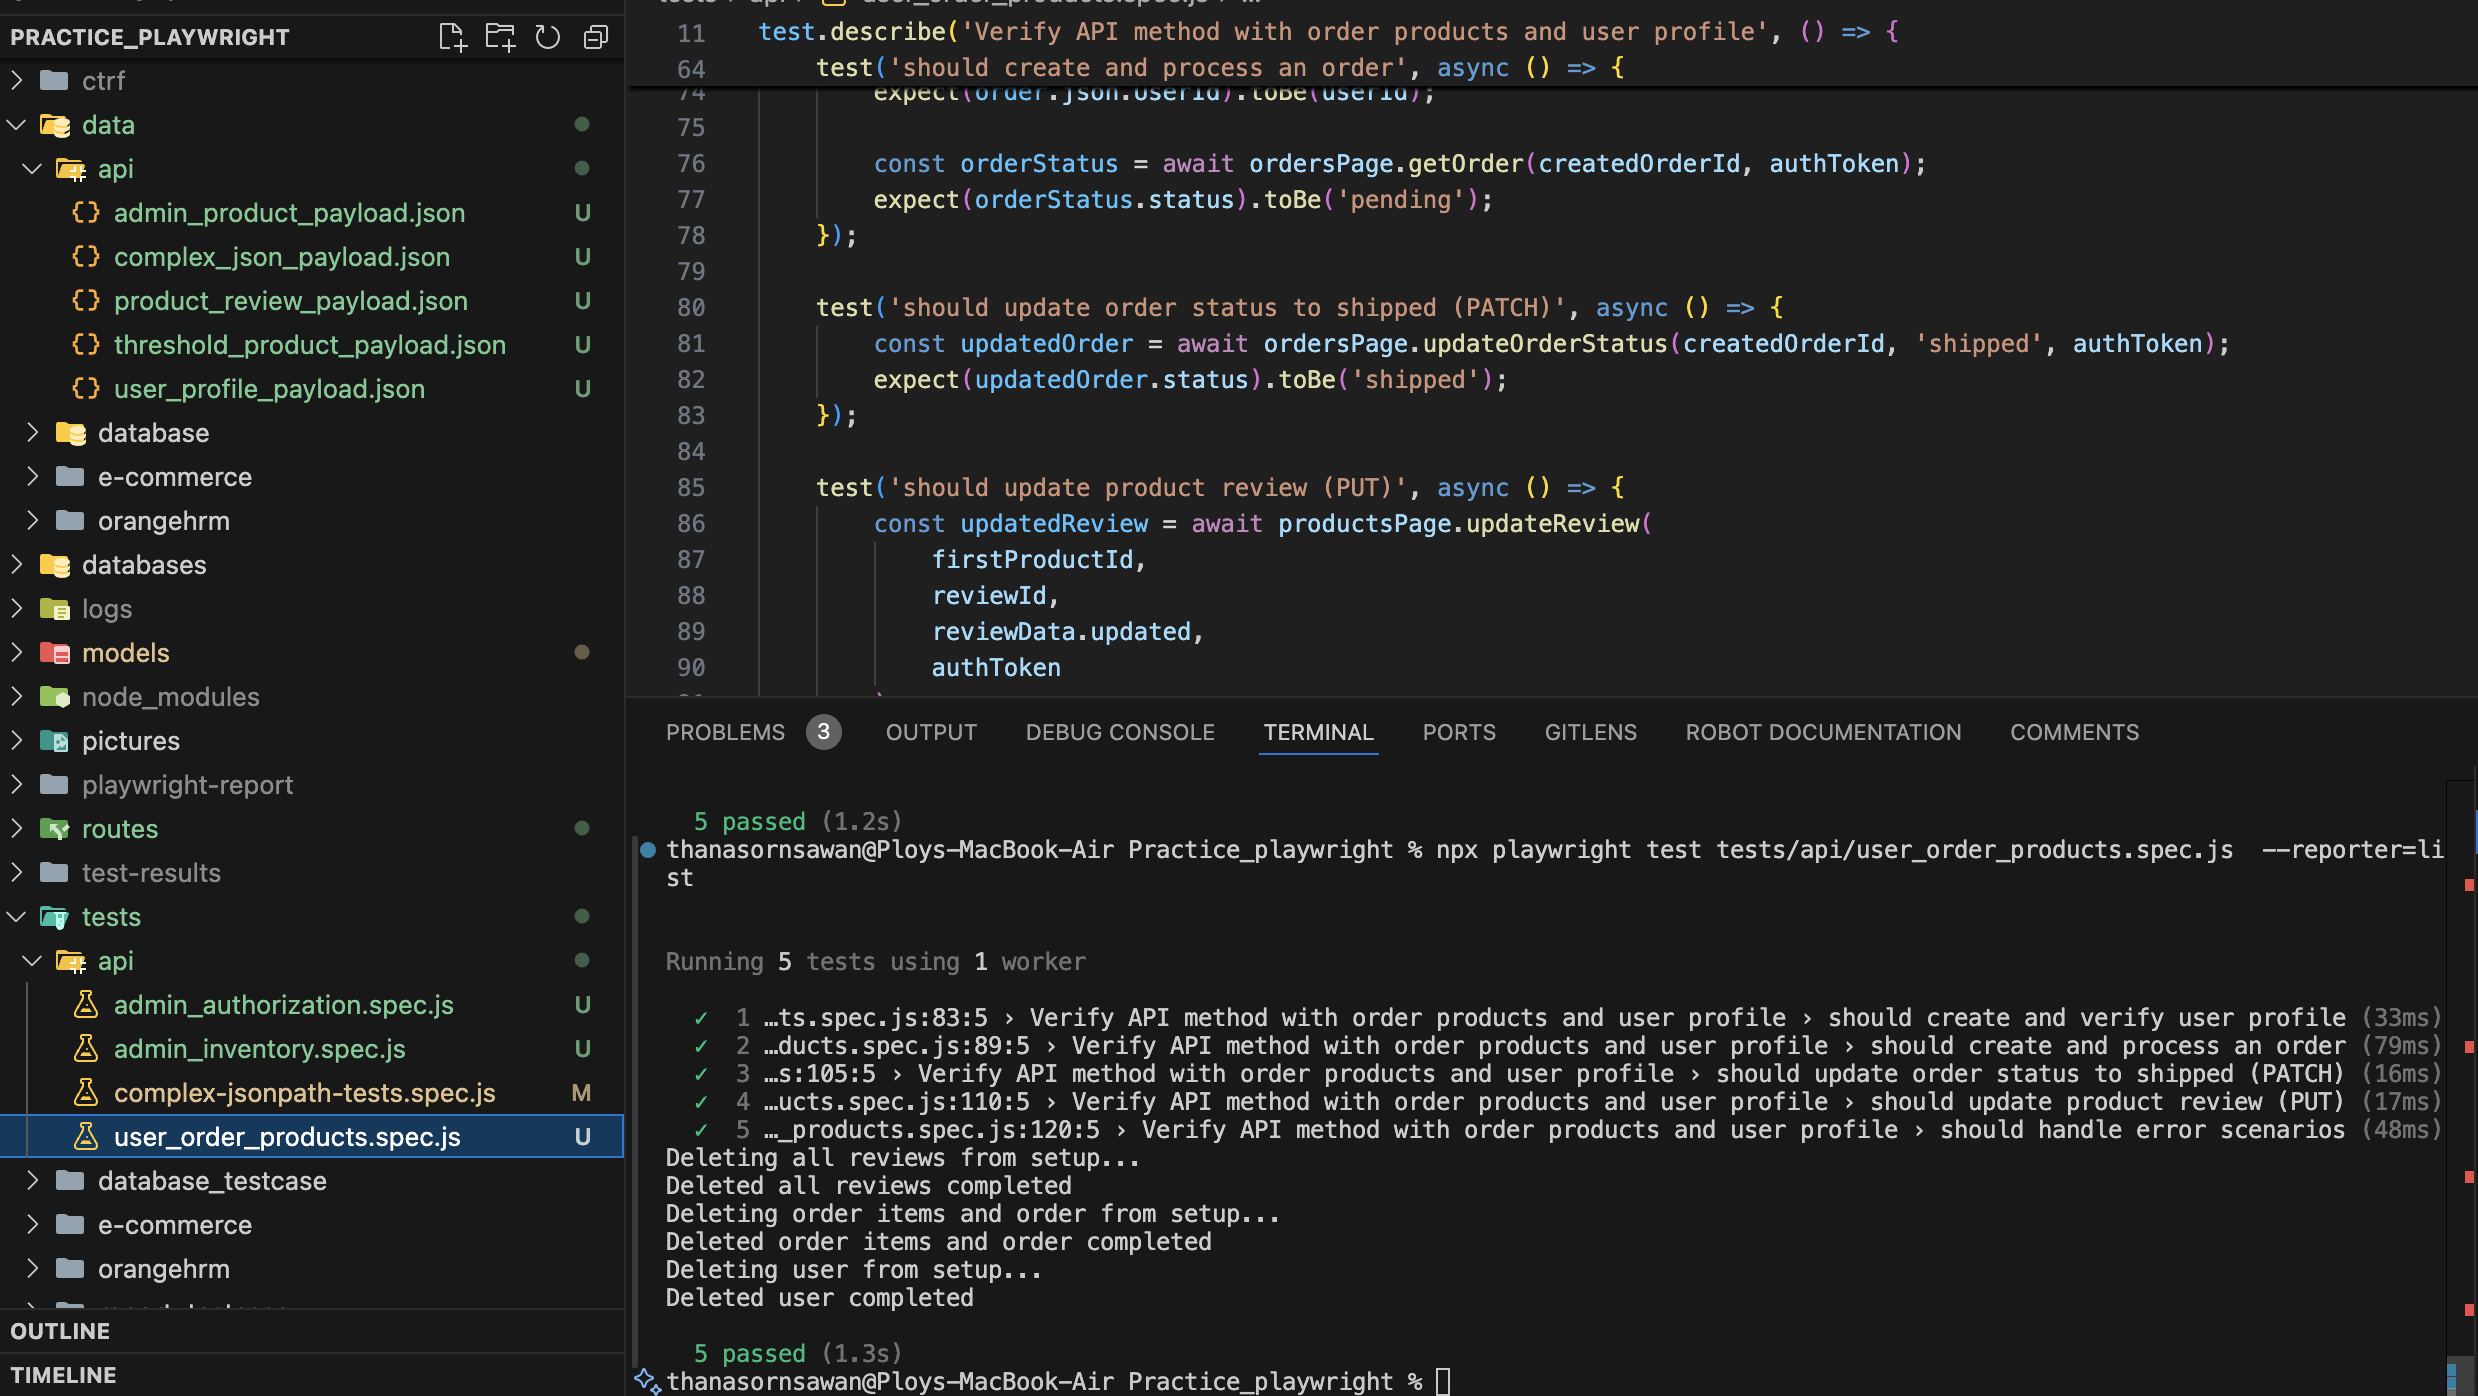 PRACTICE_PLAYWRIGHT
ctrf
data
api
admin_product_payload.json U
complex_json_payload.json U
product_review_payload.json U
threshold_product_payload.json U
user_profile_payload.json U
database
e-commerce
orangehrm
databases
logs
models
node_modules
pictures
playwright-report
routes
test-results
tests
api
admin_authorization.spec.js U
admin_inventory.spec.js U
complex-jsonpath-tests.spec.js M
user_order_products.spec.js U
database_testcase
e-commerce
orangehrm
OUTLINE
TIMELINE
11 test.describe('Verify API method with order products and user profile', () => {
64 test('should create and process an order', async () => {
74 expect(order.json.userId).toBe(userId);
75
76 const orderStatus = await ordersPage.getOrder(createdOrderId, authToken);
77 expect(orderStatus.status).toBe('pending');
78 });
79
80 test('should update order status to shipped (PATCH)', async () => {
81 const updatedOrder = await ordersPage.updateOrderStatus(createdOrderId, 'shipped', authToken);
82 expect(updatedOrder.status).toBe('shipped');
83 });
84
85 test('should update product review (PUT)', async () => {
86 const updatedReview = await productsPage.updateReview(
87 firstProductId,
88 reviewId,
89 reviewData.updated,
90 authToken
PROBLEMS 3 OUTPUT DEBUG CONSOLE TERMINAL PORTS GITLENS ROBOT DOCUMENTATION COMMENTS
5 passed (1.2s)
thanasornsawan@Ploys-MacBook-Air Practice_playwright % npx playwright test tests/api/user_order_products.spec.js --reporter=li
st
Running 5 tests using 1 worker
✓ 1 …ts.spec.js:83:5 › Verify API method with order products and user profile › should create and verify user profile (33ms)
✓ 2 …ducts.spec.js:89:5 › Verify API method with order products and user profile › should create and process an order (79ms)
✓ 3 …s:105:5 › Verify API method with order products and user profile › should update order status to shipped (PATCH) (16ms)
✓ 4 …ucts.spec.js:110:5 › Verify API method with order products and user profile › should update product review (PUT) (17ms)
✓ 5 …_products.spec.js:120:5 › Verify API method with order products and user profile › should handle error scenarios (48ms)
Deleting all reviews from setup...
Deleted all reviews completed
Deleting order items and order from setup...
Deleted order items and order completed
Deleting user from setup...
Deleted user completed
5 passed (1.3s)
thanasornsawan@Ploys-MacBook-Air Practice_playwright %